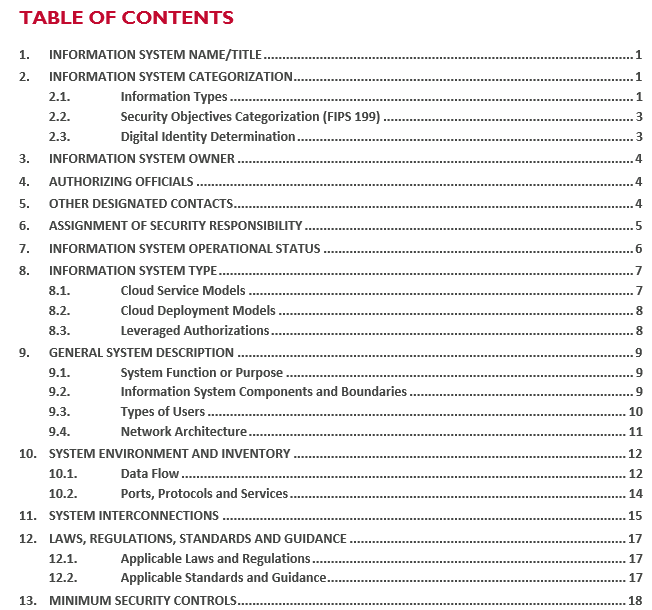 TABLE OF CONTENTS
1. INFORMATION SYSTEM NAME/TITLE 1
2. INFORMATION SYSTEM CATEGORIZATION 1
2.1. Information Types 1
2.2. Security Objectives Categorization (FIPS 199) 3
2.3. Digital Identity Determination 3
3. INFORMATION SYSTEM OWNER 4
4. AUTHORIZING OFFICIALS 4
5. OTHER DESIGNATED CONTACTS 4
6. ASSIGNMENT OF SECURITY RESPONSIBILITY 5
7. INFORMATION SYSTEM OPERATIONAL STATUS 6
8. INFORMATION SYSTEM TYPE 7
8.1. Cloud Service Models 7
8.2. Cloud Deployment Models 8
8.3. Leveraged Authorizations 8
9. GENERAL SYSTEM DESCRIPTION 9
9.1. System Function or Purpose 9
9.2. Information System Components and Boundaries 9
9.3. Types of Users 10
9.4. Network Architecture 11
10. SYSTEM ENVIRONMENT AND INVENTORY 12
10.1. Data Flow 12
10.2. Ports, Protocols and Services 14
11. SYSTEM INTERCONNECTIONS 15
12. LAWS, REGULATIONS, STANDARDS AND GUIDANCE 17
12.1. Applicable Laws and Regulations 17
12.2. Applicable Standards and Guidance 17
13. MINIMUM SECURITY CONTROLS 18